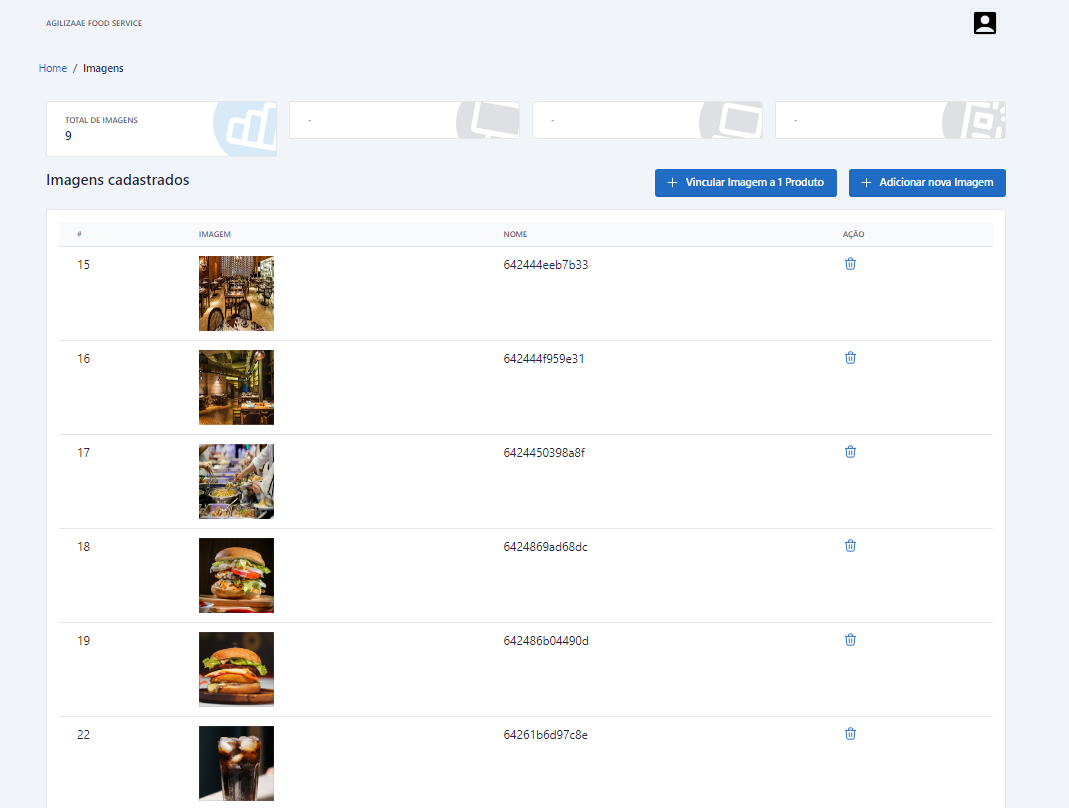 AGILIZAAE FOOD SERVICE
Home / Imagens
TOTAL DE IMAGENS
9
-
-
-
Imagens cadastrados
+ Vincular Imagem a 1 Produto
+ Adicionar nova Imagem
# IMAGEM NOME AÇÃO
15 642444eeb7b33
16 642444f959e31
17 6424450398a8f
18 6424869ad68dc
19 642486b04490d
22 64261b6d97c8e